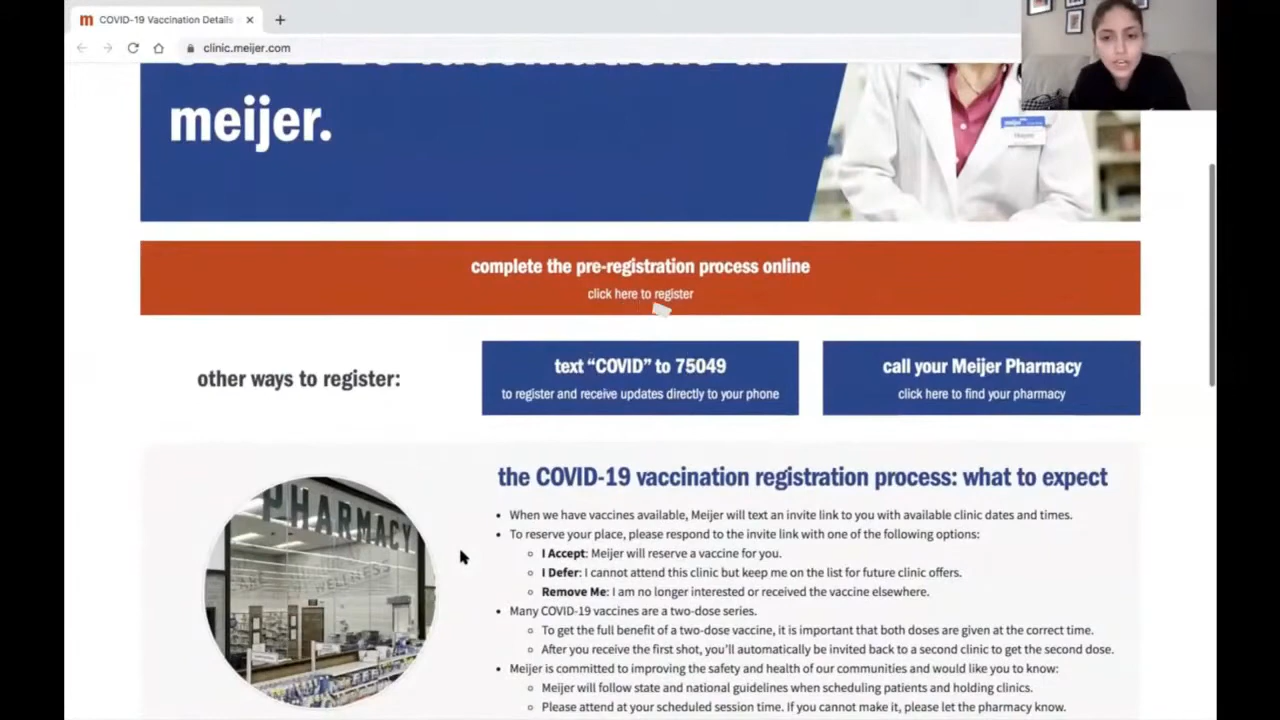 COVID-19 Vaccination Details
clinic.meijer.com
meijer.
meijer
complete the pre-registration process online
click here to register
other ways to register:
text “COVID” to 75049
to register and receive updates directly to your phone
call your Meijer Pharmacy
click here to find your pharmacy
PHARMACY
WELLNESS
the COVID-19 vaccination registration process: what to expect
• When we have vaccines available, Meijer will text an invite link to you with available clinic dates and times.
• To reserve your place, please respond to the invite link with one of the following options:
I Accept: Meijer will reserve a vaccine for you.
I Defer: I cannot attend this clinic but keep me on the list for future clinic offers.
Remove Me: I am no longer interested or received the vaccine elsewhere.
• Many COVID-19 vaccines are a two-dose series.
To get the full benefit of a two-dose vaccine, it is important that both doses are given at the correct time.
After you receive the first shot, you’ll automatically be invited back to a second clinic to get the second dose.
• Meijer is committed to improving the safety and health of our communities and would like you to know:
Meijer will follow state and national guidelines when scheduling patients and holding clinics.
Please attend at your scheduled session time. If you cannot make it, please let the pharmacy know.